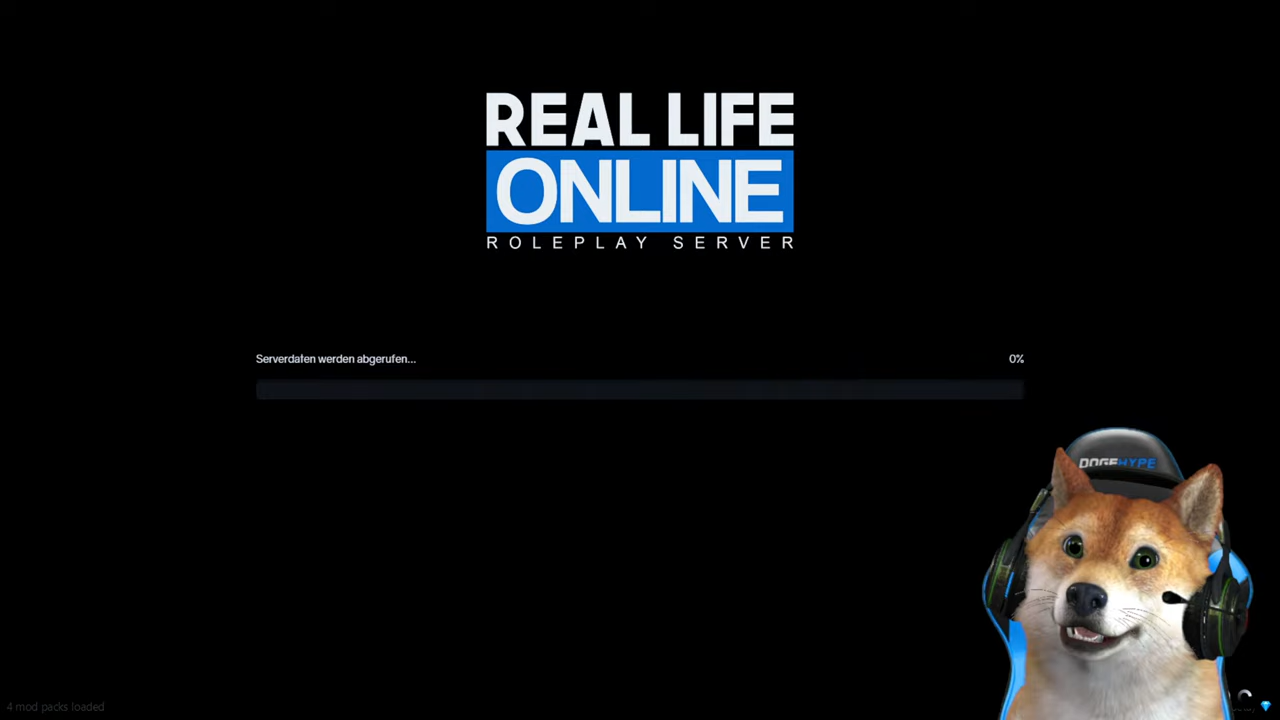 REAL LIFE
ONLINE
ROLEPLAY SERVER
Serverdaten werden abgerufen...
0%
DOGEHYPE
4 mod packs loaded